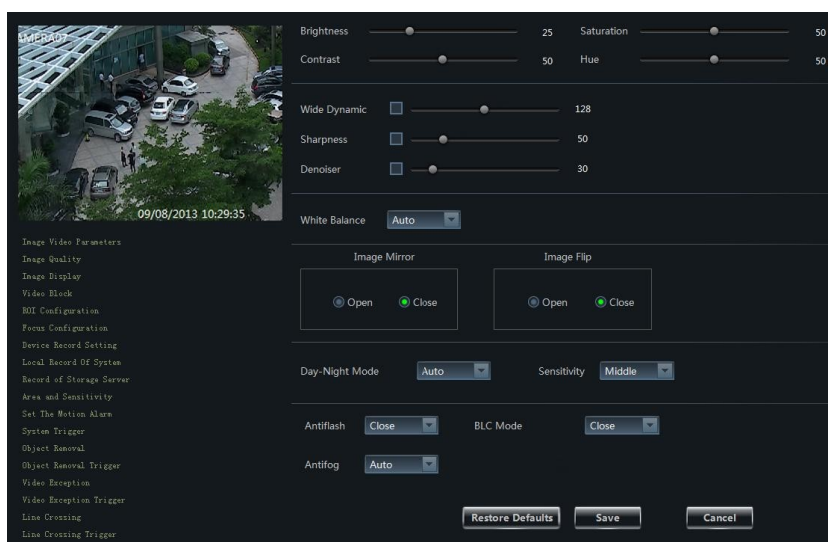 AMERA07
09/08/2013 10:29:35
Image Video Parameters
Image Quality
Image Display
Video Block
ROI Configuration
Focus Configuration
Device Record Setting
Local Record Of System
Record of Storage Server
Area and Sensitivity
Set The Motion Alarm
System Trigger
Object Removal
Object Removal Trigger
Video Exception
Video Exception Trigger
Line Crossing
Line Crossing Trigger
Brightness 25 Saturation 50
Contrast 50 Hue 50
Wide Dynamic 128
Sharpness 50
Denoiser 30
White Balance Auto
Image Mirror Image Flip
Open Close Open Close
Day-Night Mode Auto Sensitivity Middle
Antiflash Close BLC Mode Close
Antifog Auto
Restore Defaults Save Cancel